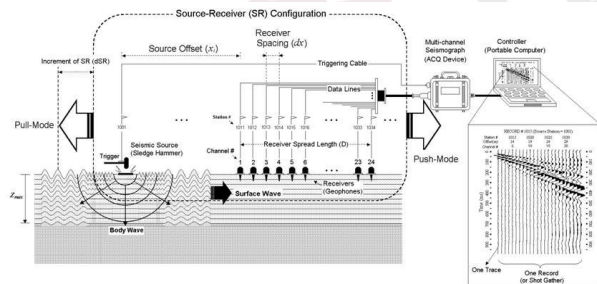 Source-Receiver (SR) Configuration
Increment of SR (dSR)
Source Offset (x₁)
Receiver Spacing (dx)
Triggering Cable
Data Lines
Multi-channel Seismograph (ACQ Device)
Controller (Portable Computer)
Station #
1001
1011 1012 1013 1014 1015 1016 1033 1034
Receiver Spread Length (D)
Pull-Mode
Push-Mode
Seismic Source (Sledge Hammer)
Trigger
Channel #
1 2 3 4 5 6 23 24
Surface Wave
Receivers (Geophones)
Zmax
Body Wave
Station #
Offset
Channel #
Time (ms)
One Trace
One Record (or Shot Gather)